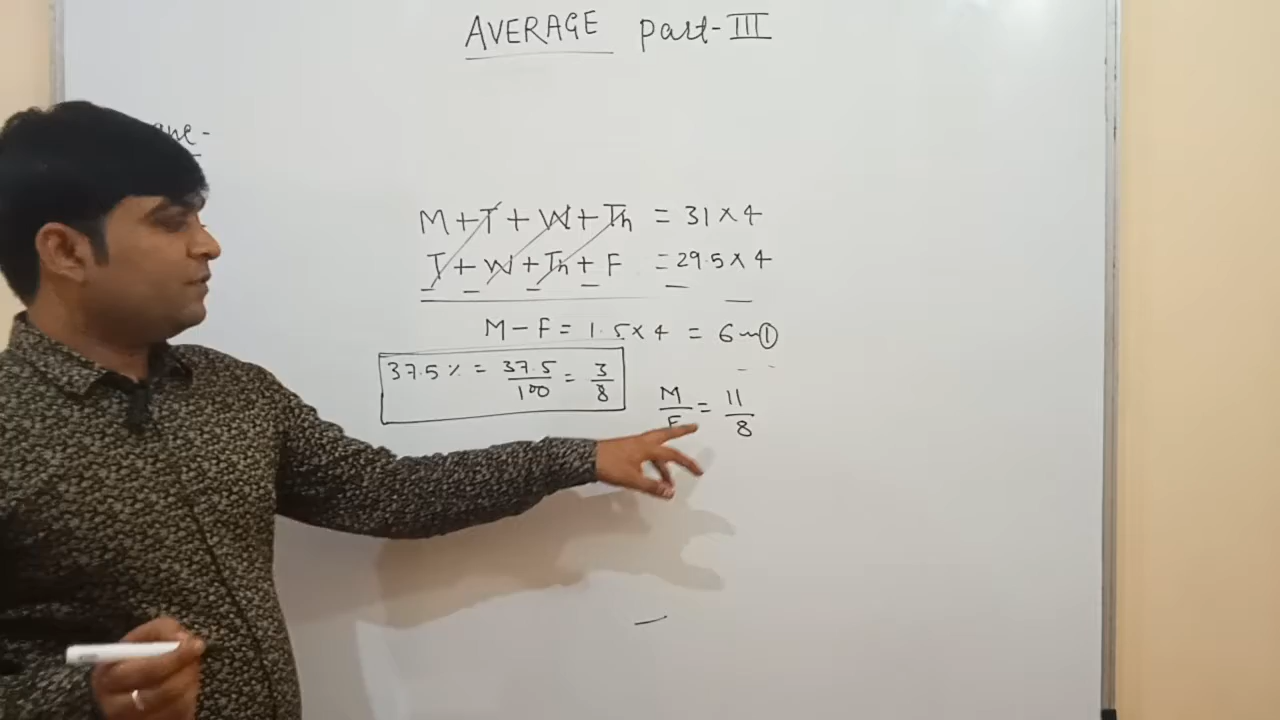 AVERAGE part-III
M+T+W+Th = 31×4
T+W+Th+F = 29.5×4
M-F = 1.5×4 = 6~①
37.5% = 37.5/100 = 3/8
M/F = 11/8